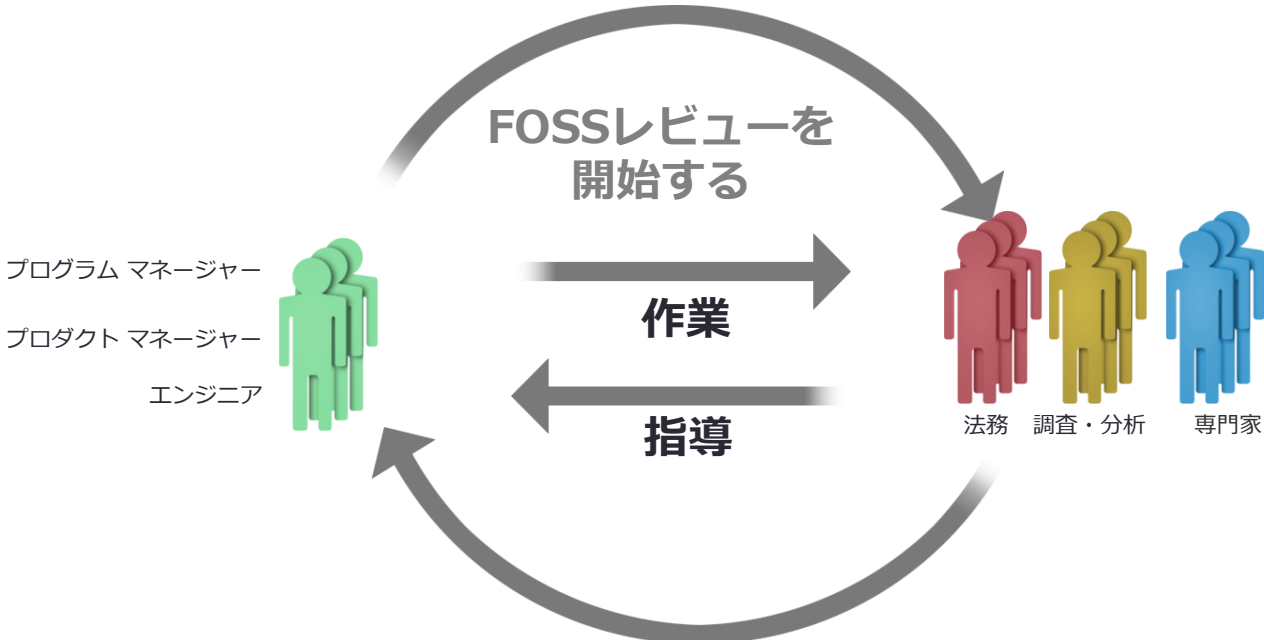 FOSSレビューを
開始する
プログラム マネージャー
プロダクト マネージャー
エンジニア
作業
指導
法務
調査・分析
専門家